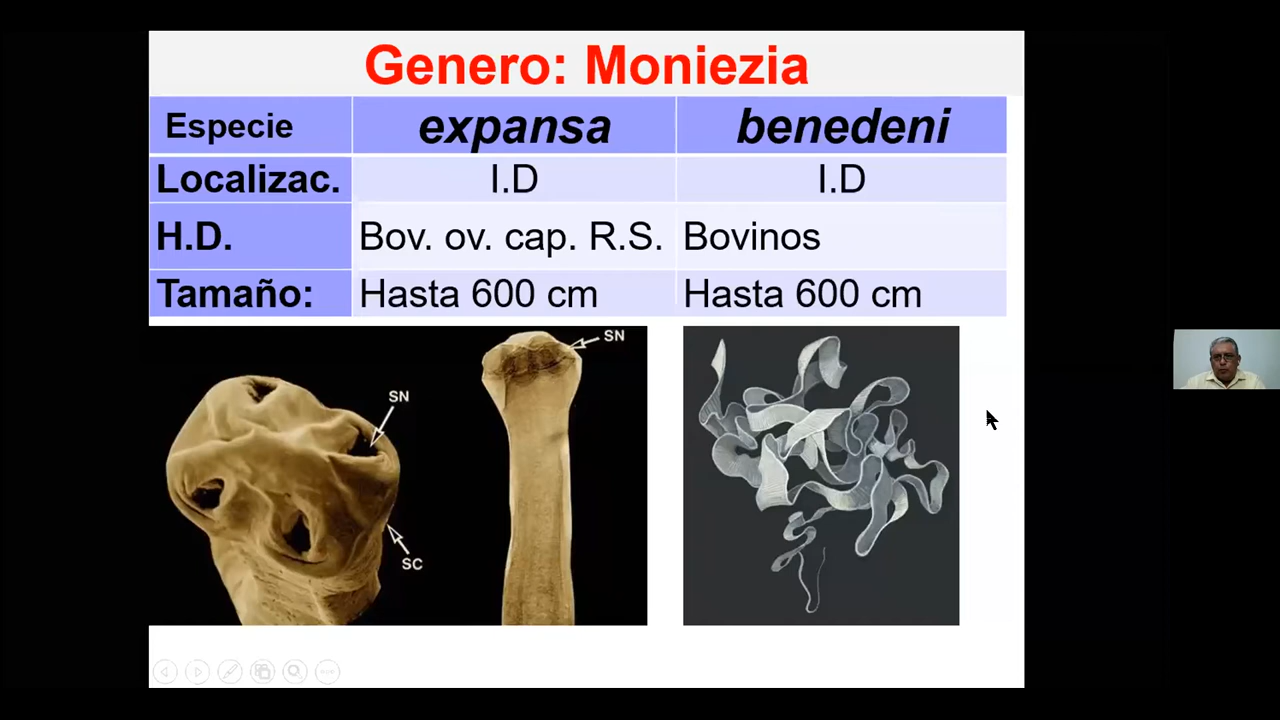 Genero: Moniezia
Especie expansa benedeni
Localizac. I.D I.D
H.D. Bov. ov. cap. R.S. Bovinos
Tamaño: Hasta 600 cm Hasta 600 cm
SN
SN
SC